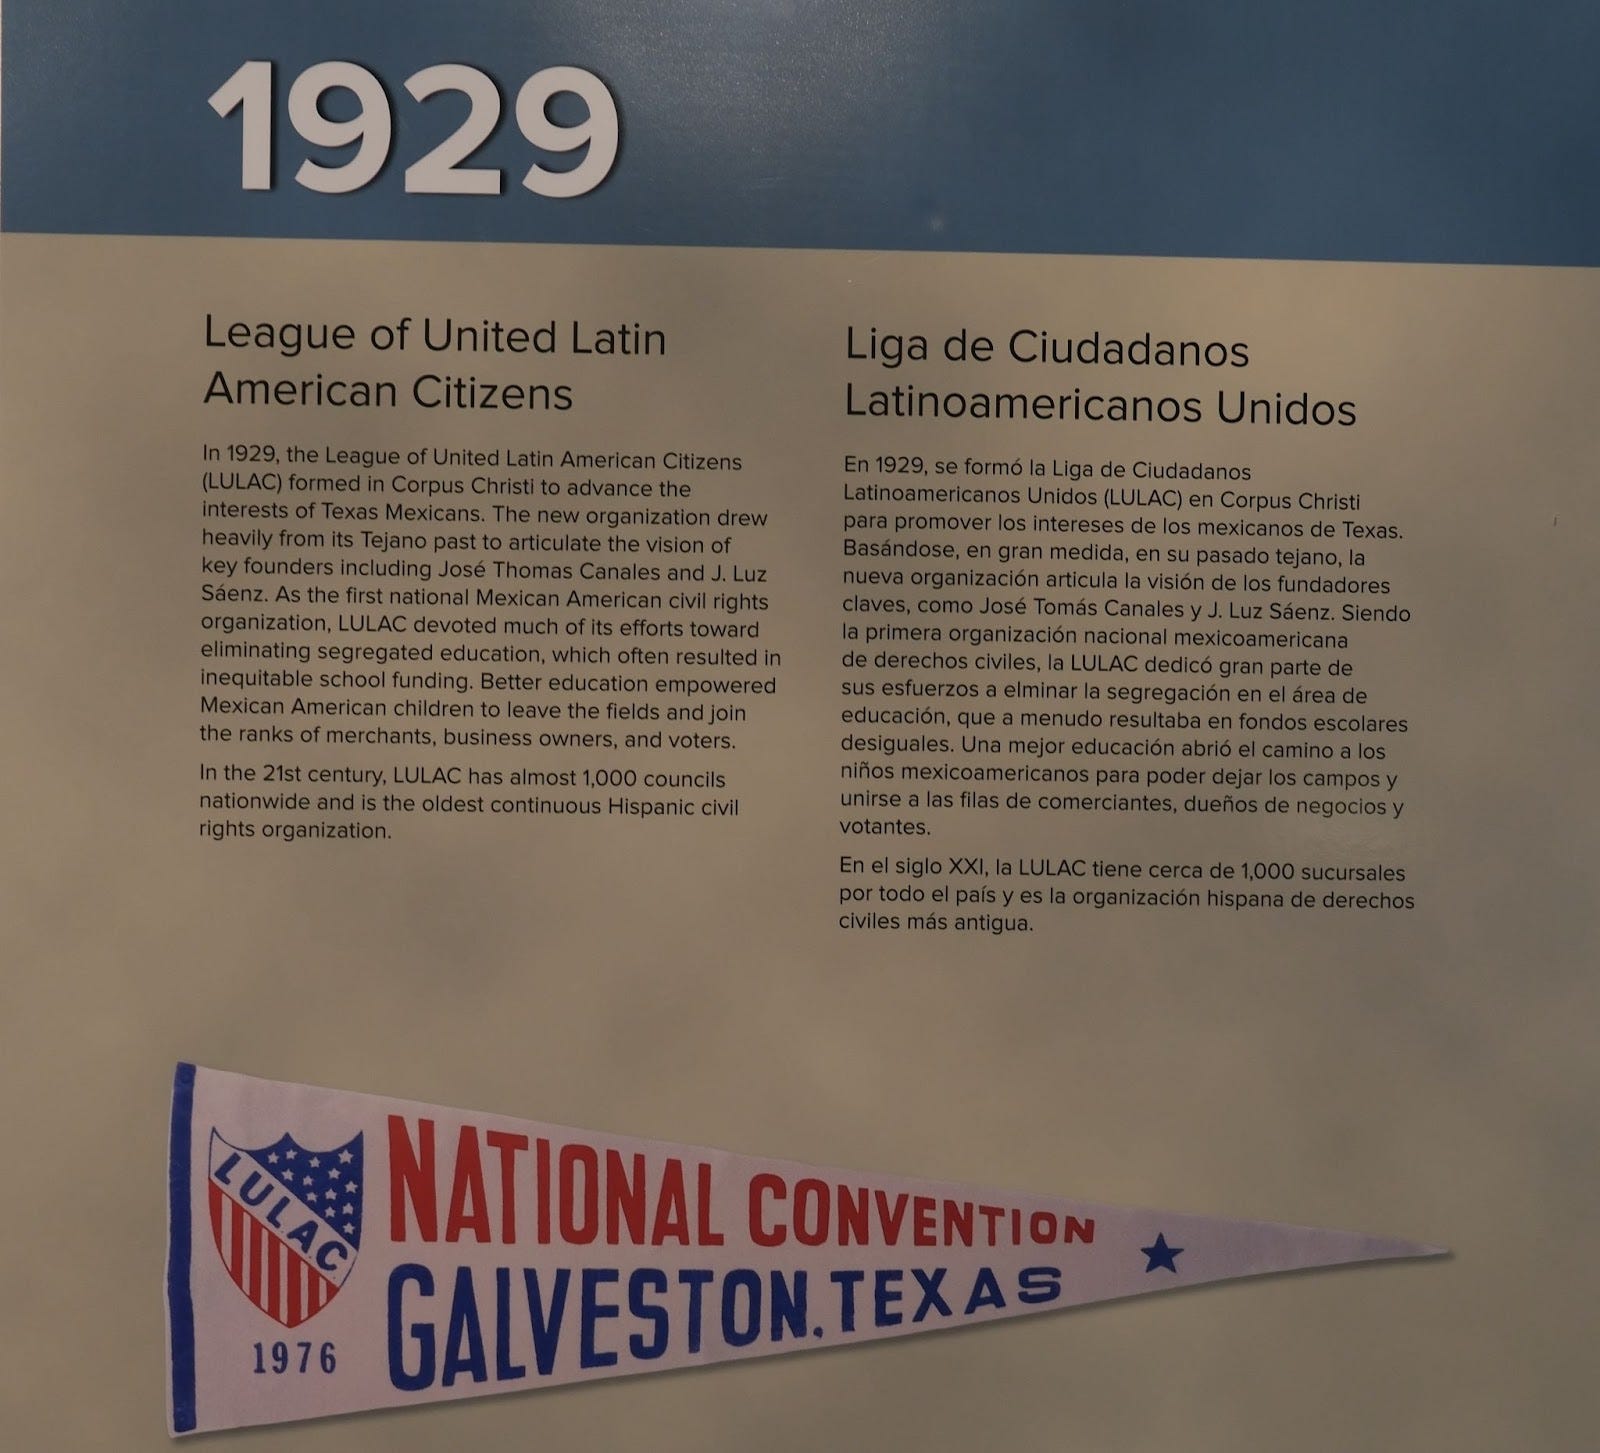 1929
League of United Latin
American Citizens
In 1929, the League of United Latin American Citizens
(LULAC) formed in Corpus Christi to advance the
interests of Texas Mexicans. The new organization drew
heavily from its Tejano past to articulate the vision of
key founders including José Thomas Canales and J. Luz
Sáenz. As the first national Mexican American civil rights
organization, LULAC devoted much of its efforts toward
eliminating segregated education, which often resulted in
inequitable school funding. Better education empowered
Mexican American children to leave the fields and join
the ranks of merchants, business owners, and voters.
In the 21st century, LULAC has almost 1,000 councils
nationwide and is the oldest continuous Hispanic civil
rights organization.
Liga de Ciudadanos
Latinoamericanos Unidos
En 1929, se formó la Liga de Ciudadanos
Latinoamericanos Unidos (LULAC) en Corpus Christi
para promover los intereses de los mexicanos de Texas.
Basándose, en gran medida, en su pasado tejano, la
nueva organización articula la visión de los fundadores
claves, como José Tomás Canales y J. Luz Sáenz. Siendo
la primera organización nacional mexicoamericana
de derechos civiles, la LULAC dedicó gran parte de
sus esfuerzos a elminar la segregación en el área de
educación, que a menudo resultaba en fondos escolares
desiguales. Una mejor educación abrió el camino a los
niños mexicoamericanos para poder dejar los campos y
unirse a las filas de comerciantes, dueños de negocios y
votantes.
En el siglo XXI, la LULAC tiene cerca de 1,000 sucursales
por todo el país y es la organización hispana de derechos
civiles más antigua.
LULAC
1976
NATIONAL CONVENTION
GALVESTON, TEXAS